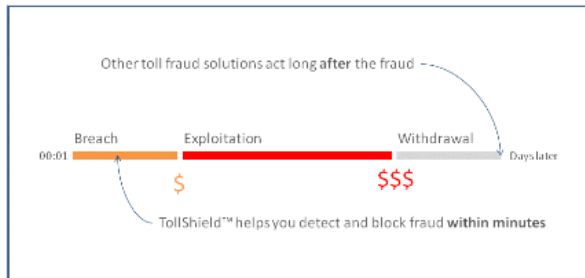 Other toll fraud solutions act long after the fraud
Breach Exploitation Withdrawal
00:01 Days later
$ $$$
TollShield™ helps you detect and block fraud within minutes